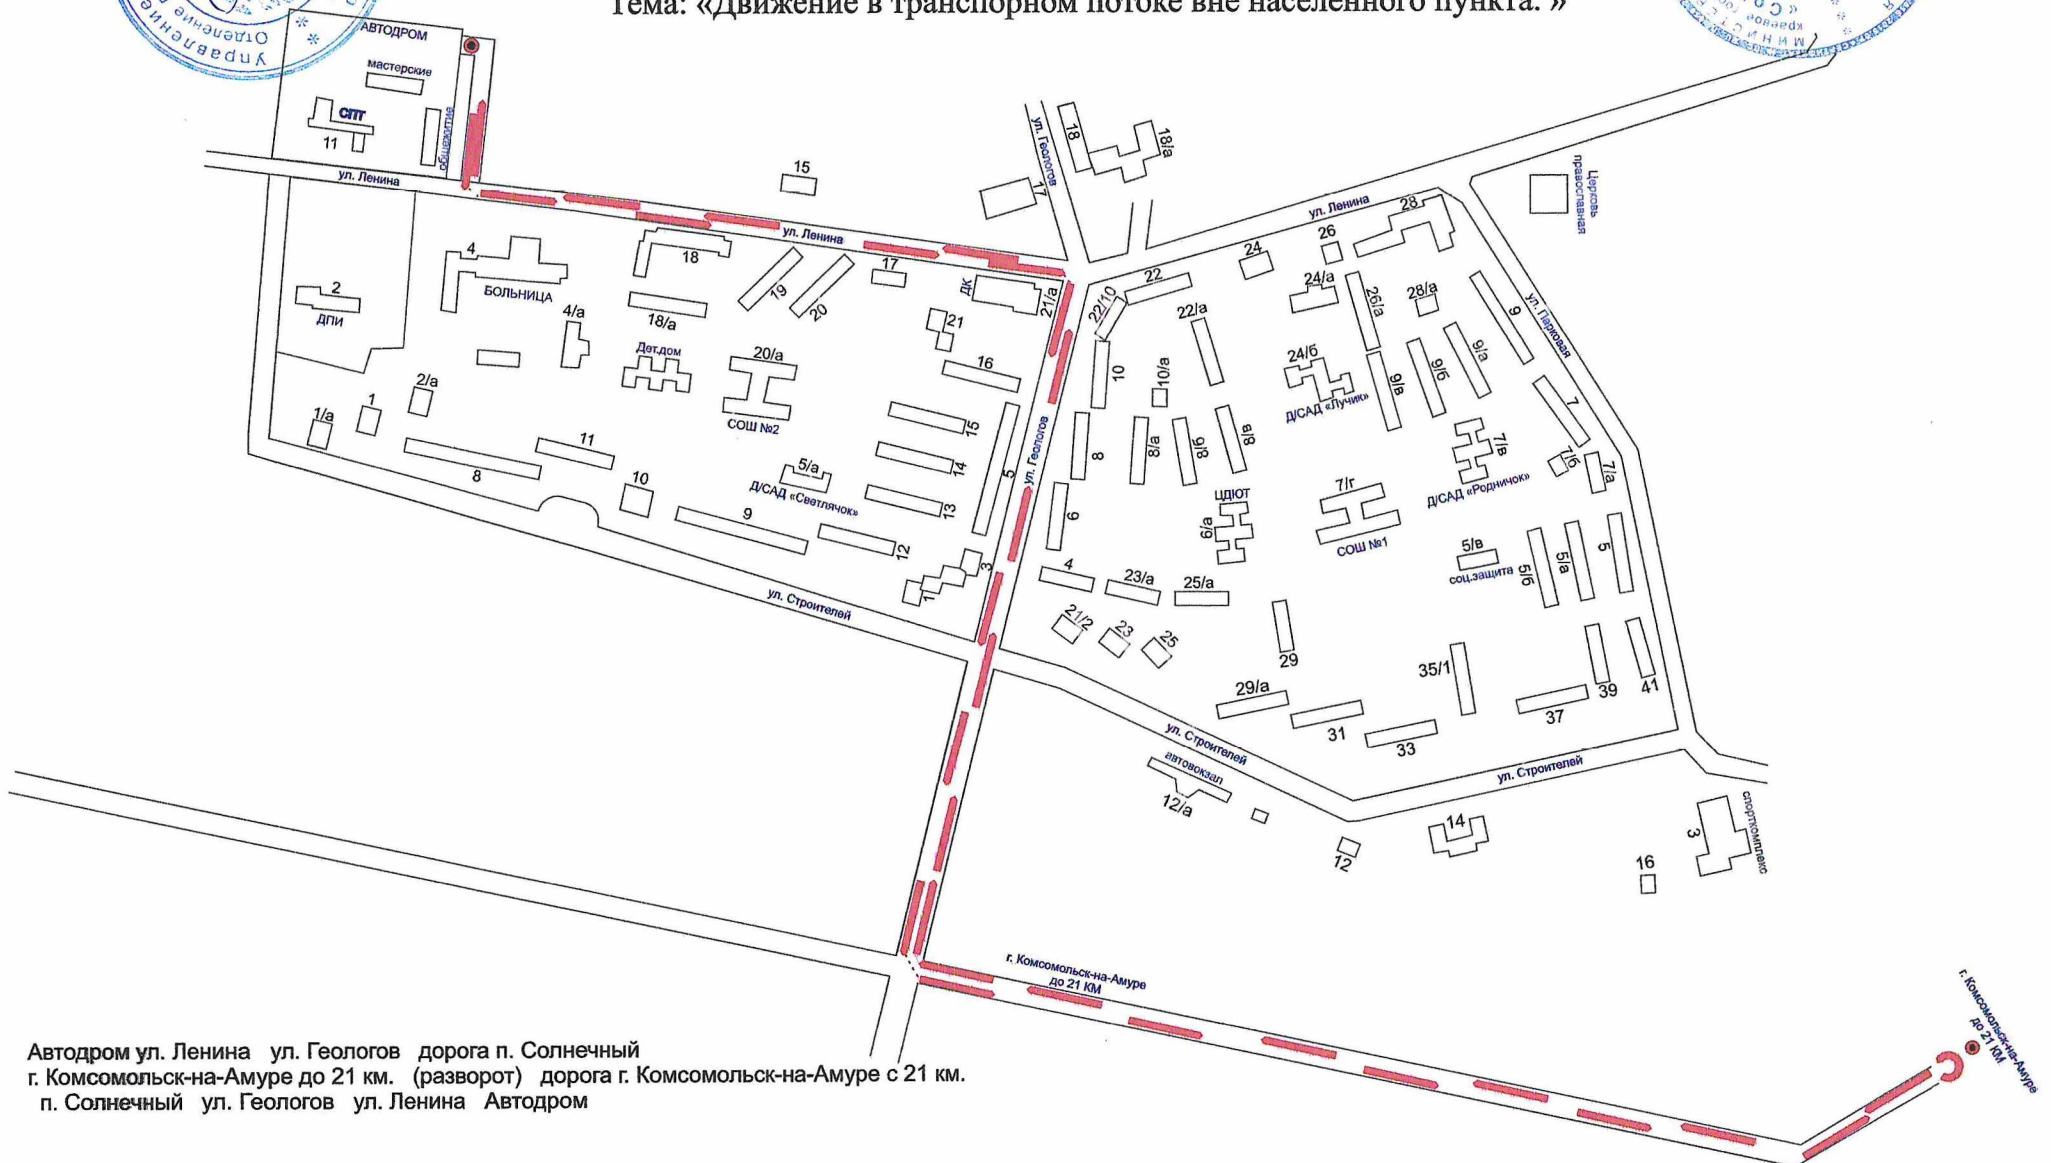 Тема: «Движение в транспорном потоке вне населенного пункта. »
Управление
Отделение
краевое
АВТОДРОМ
мастерские
СПТ
11
общежитие
ул. Ленина
15
ул. Геологов
18
18/а
17
Церковь
православная
ул. Ленина
28
26
24
ул. Ленина
4
БОЛЬНИЦА
18
19
20
17
ДК
21/а
22
22/10
24/а
26/а
28/а
9
ул. Парковая
2
ДПИ
4/а
18/а
Дет.дом
20/а
21
16
22/а
10
10/а
24/б
Д/САД «Лучик»
9/в
9/б
9/а
7
1/а
1
2/а
8
11
СОШ №2
15
14
13
5
ул. Геологов
8
8/а
8/б
8/в
7/в
7/б
7/а
Д/САД «Родничок»
10
5/а
Д/САД «Светлячок»
9
12
6
ЦДЮТ
6/а
7/г
СОШ №1
5/в
соц.защита
5/б
5/а
5
1
3
4
23/а
25/а
21/2
23
25
29
ул. Строителей
29/а
31
33
35/1
37
39
41
ул. Строителей
автовокзал
12/а
ул. Строителей
12
14
16
3
спорткомплекс
г. Комсомольск-на-Амуре
до 21 КМ
г. Комсомольск-на-Амуре
до 21 КМ
Автодром ул. Ленина ул. Геологов дорога п. Солнечный
г. Комсомольск-на-Амуре до 21 км. (разворот) дорога г. Комсомольск-на-Амуре с 21 км.
п. Солнечный ул. Геологов ул. Ленина Автодром